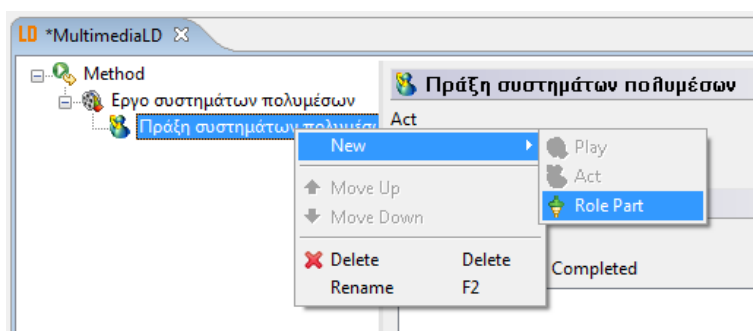 LD *MultimediaLD
Method
Εργο συστημάτων πολυμέσων
Πράξη συστημάτων πολυμέσ
Πράξη συστημάτων πολυμέσων
Act
New
Move Up
Move Down
Delete Delete
Rename F2
Play
Act
Role Part
Completed